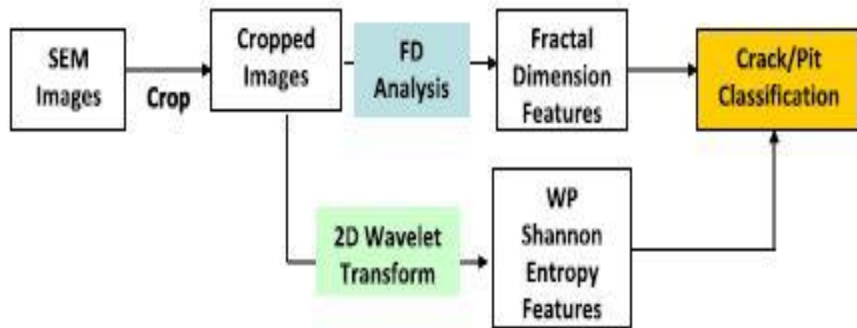 SEM
Images
Crop
Cropped
Images
FD
Analysis
Fractal
Dimension
Features
Crack/Pit
Classification
2D Wavelet
Transform
WP
Shannon
Entropy
Features